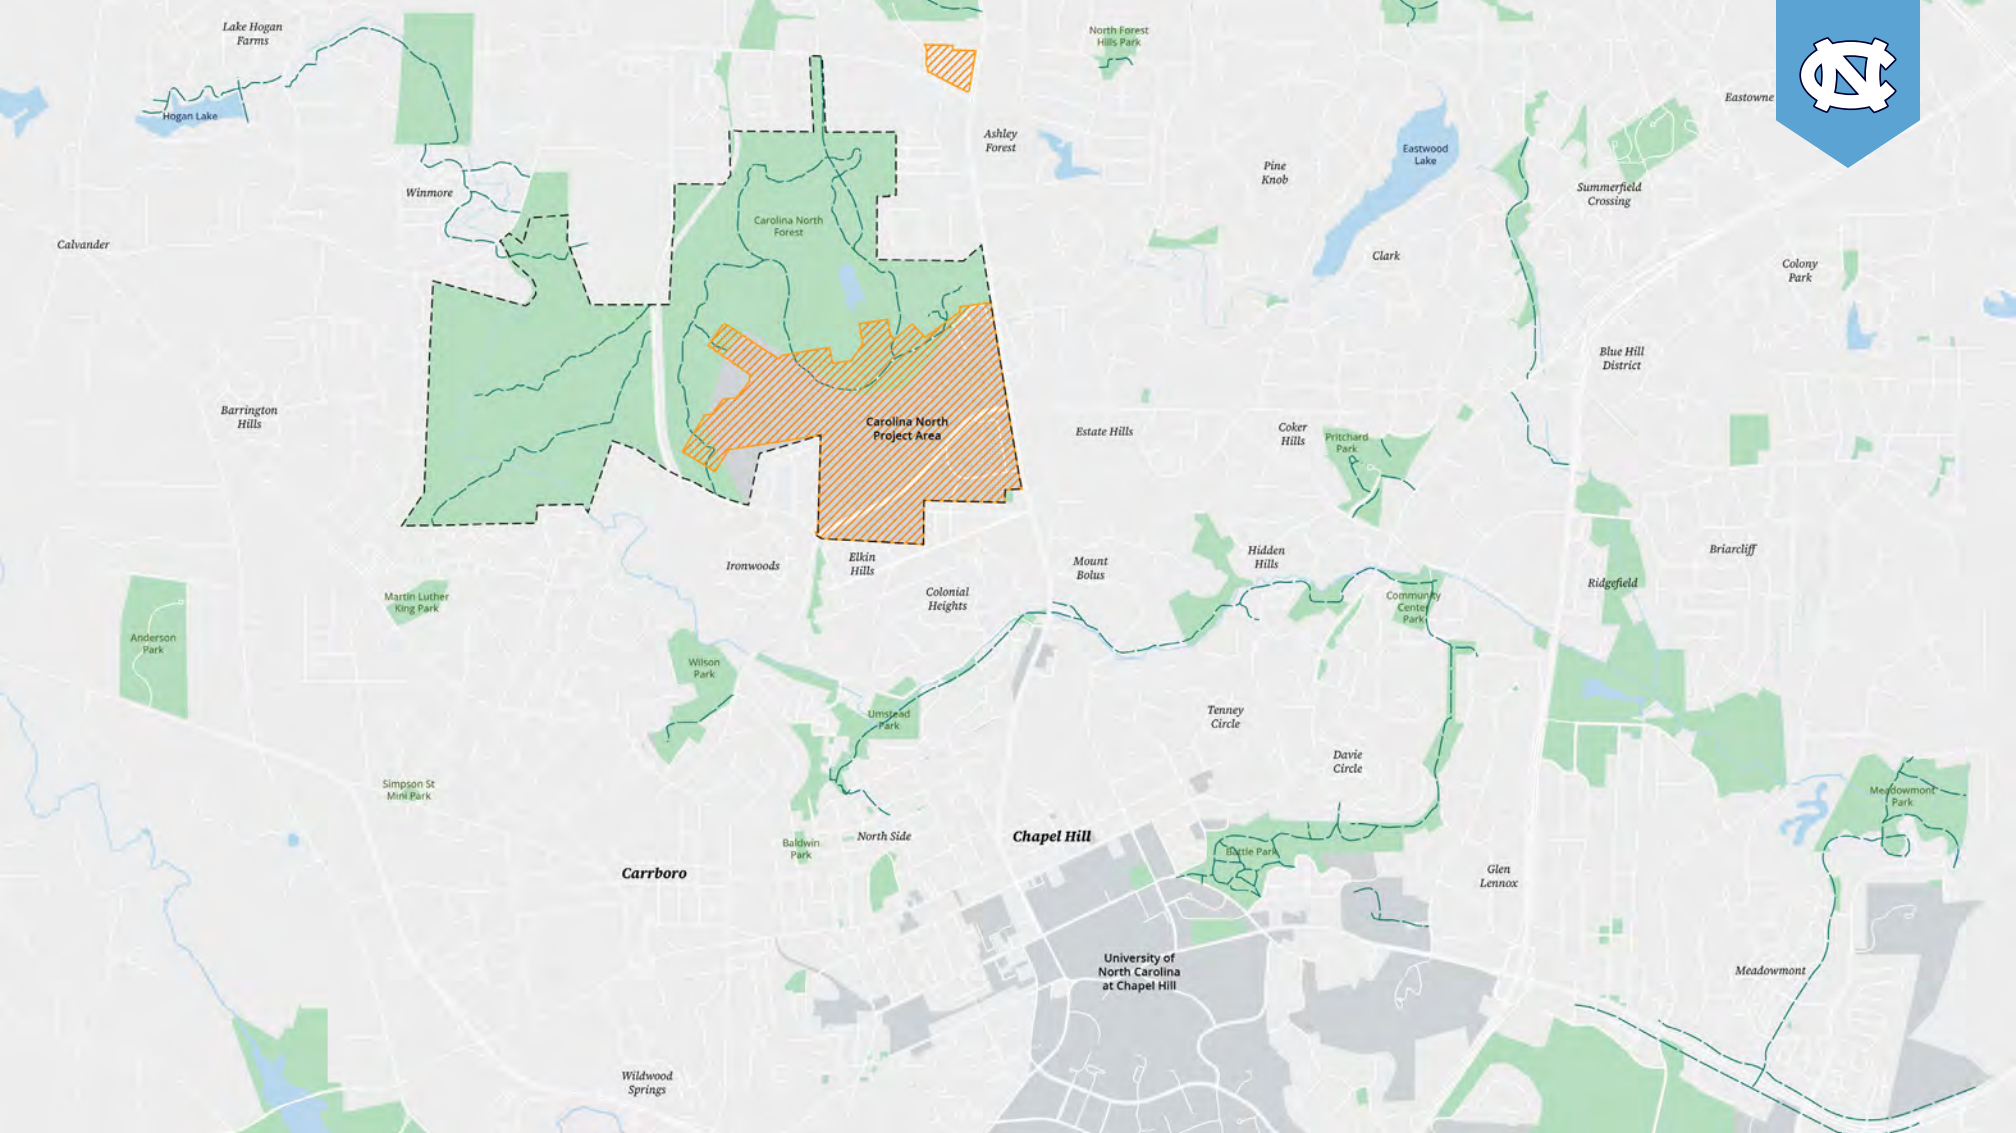 Lake Hogan
Farms
North Forest
Hills Park
Eastowne
NC
Hogan Lake
Ashley
Forest
Eastwood
Lake
Pine
Knob
Winmore
Summerfield
Crossing
Carolina North
Forest
Calvander
Clark
Colony
Park
Blue Hill
District
Barrington
Hills
Carolina North
Project Area
Estate Hills
Coker
Hills
Pritchard
Park
Ironwoods
Elkin
Hills
Mount
Bolus
Hidden
Hills
Briarcliff
Ridgefield
Colonial
Heights
Martin Luther
King Park
Community
Center
Park
Anderson
Park
Wilson
Park
Umstead
Park
Tenney
Circle
Davie
Circle
Simpson St
Mini Park
Meadowmont
Park
North Side
Chapel Hill
Baldwin
Park
Battle Park
Carrboro
Glen
Lennox
University of
North Carolina
at Chapel Hill
Meadowmont
Wildwood
Springs